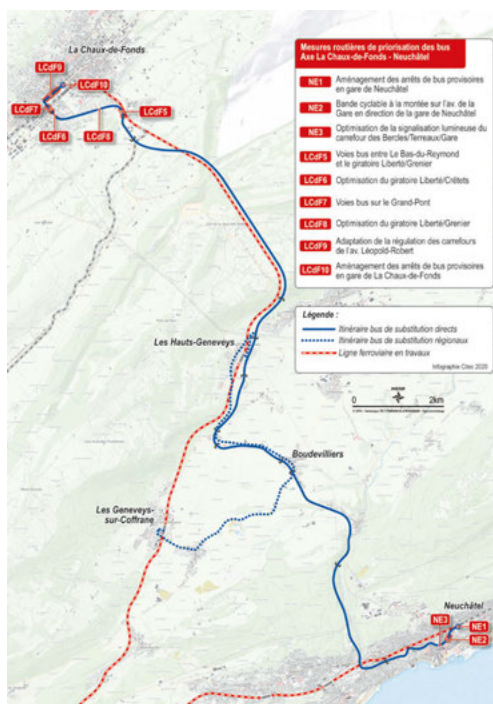 La Chaux-de-Fonds
LCdF9
LCdF10
LCdF7
LCdF5
LCdF6
LCdF8
Mesures routières de priorisation des bus
Axe La Chaux-de-Fonds - Neuchâtel
NE1 Aménagement des arrêts de bus provisoires
en gare de Neuchâtel
NE2 Bande cyclable à la montée sur l'av. de la
Gare en direction de la gare de Neuchâtel
NE3 Optimisation de la signalisation lumineuse du
carrefour des Bercles/Terreaux/Gare
LCdF5 Voies bus entre Le Bas-du-Reymond
et le giratoire Liberté/Grenier
LCdF6 Optimisation du giratoire Liberté/Crêtets
LCdF7 Voies bus sur le Grand-Pont
LCdF8 Optimisation du giratoire Liberté/Grenier
LCdF9 Adaptation de la régulation des carrefours
de l'av. Léopold-Robert
LCdF10 Aménagement des arrêts de bus provisoires
en gare de La Chaux-de-Fonds
Légende :
Itinéraire bus de substitution directs
Itinéraire bus de substitution régionaux
Ligne ferroviaire en travaux
Infographie Citec 2020
0 2km
Les Hauts-Geneveys
Boudevilliers
Les Geneveys-
sur-Coffrane
Neuchâtel
NE3
NE1
NE2